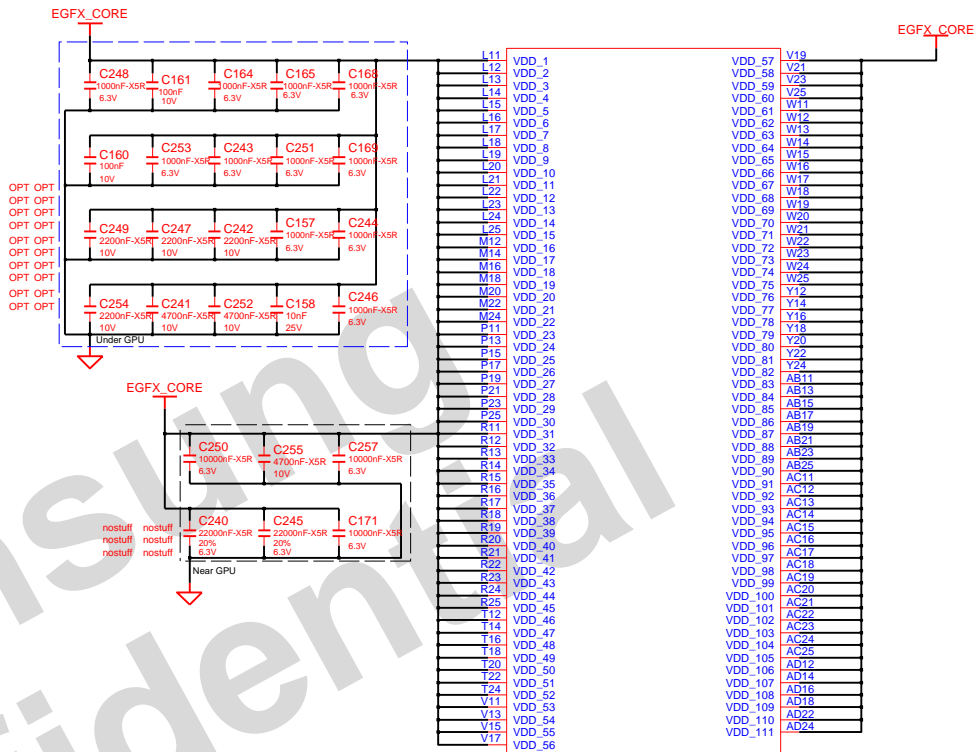 EGFX_CORE
C248 C161 C164 C165 C168
1000nF-X5R 100nF 1000nF-X5R 1000nF-X5R 1000nF-X5R
6.3V 10V 6.3V 6.3V 6.3V
C160 C253 C243 C251 C169
100nF 1000nF-X5R 1000nF-X5R 1000nF-X5R 1000nF
10V 6.3V 6.3V 6.3V 6.3V
OPT OPT
OPT OPT
OPT OPT
OPT OPT
OPT OPT
OPT OPT
OPT OPT
OPT OPT
OPT OPT
OPT OPT
C249 C247 C242 C157 C244
2200nF-X5R 2200nF-X5R 2200nF-X5R 1000nF-X5R 1000nF
10V 10V 10V 6.3V 6.3V
C254 C241 C252 C158 C246
2200nF-X5R 4700nF-X5R 4700nF-X5R 10nF 1000nF-X5R
10V 10V 10V 25V 6.3V
Under GPU
EGFX_CORE
C250 C255 C257
10000nF-X5R 4700nF-X5R 10000nF-X5R
6.3V 10V 6.3V
nostuff nostuff
nostuff nostuff
nostuff nostuff
C240 C245 C171
22000nF-X5R 22000nF-X5R 10000nF-X5R
20% 20%
6.3V 6.3V 6.3V
Near GPU
EGFX_CORE
L11 VDD_1 VDD_57 V19
L12 VDD_2 VDD_58 V21
L13 VDD_3 VDD_59 V23
L14 VDD_4 VDD_60 V25
L15 VDD_5 VDD_61 W11
L16 VDD_6 VDD_62 W12
L17 VDD_7 VDD_63 W13
L18 VDD_8 VDD_64 W14
L19 VDD_9 VDD_65 W15
L20 VDD_10 VDD_66 W16
L21 VDD_11 VDD_67 W17
L22 VDD_12 VDD_68 W18
L23 VDD_13 VDD_69 W19
L24 VDD_14 VDD_70 W20
L25 VDD_15 VDD_71 W21
M12 VDD_16 VDD_72 W22
M14 VDD_17 VDD_73 W23
M16 VDD_18 VDD_74 W24
M18 VDD_19 VDD_75 W25
M20 VDD_20 VDD_76 Y12
M22 VDD_21 VDD_77 Y14
M24 VDD_22 VDD_78 Y16
P11 VDD_23 VDD_79 Y18
P13 VDD_24 VDD_80 Y20
P15 VDD_25 VDD_81 Y22
P17 VDD_26 VDD_82 Y24
P19 VDD_27 VDD_83 AB11
P21 VDD_28 VDD_84 AB13
P23 VDD_29 VDD_85 AB15
P25 VDD_30 VDD_86 AB17
R11 VDD_31 VDD_87 AB19
R12 VDD_32 VDD_88 AB21
R13 VDD_33 VDD_89 AB23
R14 VDD_34 VDD_90 AB25
R15 VDD_35 VDD_91 AC11
R16 VDD_36 VDD_92 AC12
R17 VDD_37 VDD_93 AC13
R18 VDD_38 VDD_94 AC14
R19 VDD_39 VDD_95 AC15
R20 VDD_40 VDD_96 AC16
R21 VDD_41 VDD_97 AC17
R22 VDD_42 VDD_98 AC18
R23 VDD_43 VDD_99 AC19
R24 VDD_44 VDD_100 AC20
R25 VDD_45 VDD_101 AC21
T12 VDD_46 VDD_102 AC22
T14 VDD_47 VDD_103 AC23
T16 VDD_48 VDD_104 AC24
T18 VDD_49 VDD_105 AC25
T20 VDD_50 VDD_106 AD12
T22 VDD_51 VDD_107 AD14
T24 VDD_52 VDD_108 AD16
V11 VDD_53 VDD_109 AD18
V13 VDD_54 VDD_110 AD22
V15 VDD_55 VDD_111 AD24
V17 VDD_56
sung
fidential